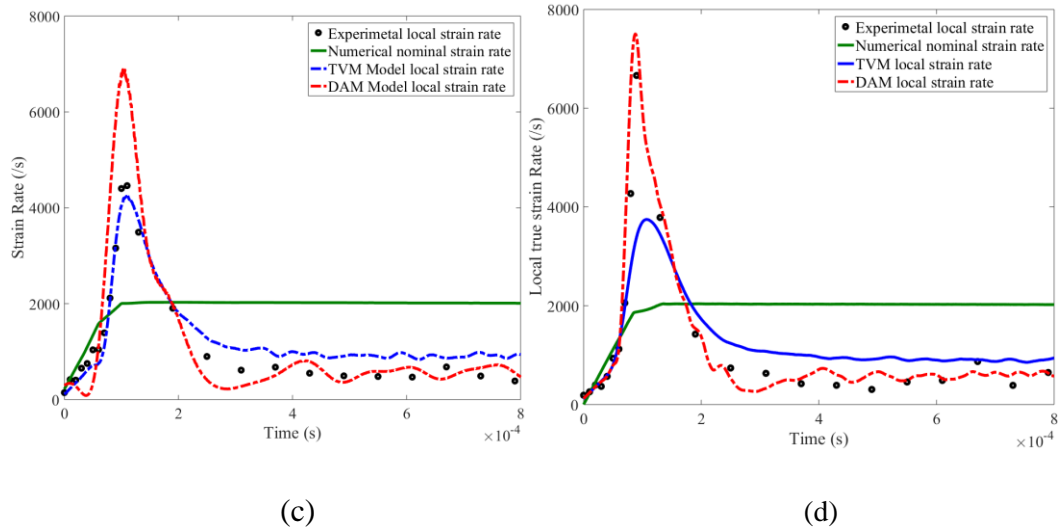 8000
6000
4000
2000
0
Strain Rate (/s)
Experimetal local strain rate
Numerical nominal strain rate
TVM Model local strain rate
DAM Model local strain rate
0
2
4
6
8
Time (s)
×10⁻⁴
(c)
8000
6000
4000
2000
0
Local true strain Rate (/s)
Experimetal local strain rate
Numerical nominal strain rate
TVM local strain rate
DAM local strain rate
0
2
4
6
8
Time (s)
×10⁻⁴
(d)